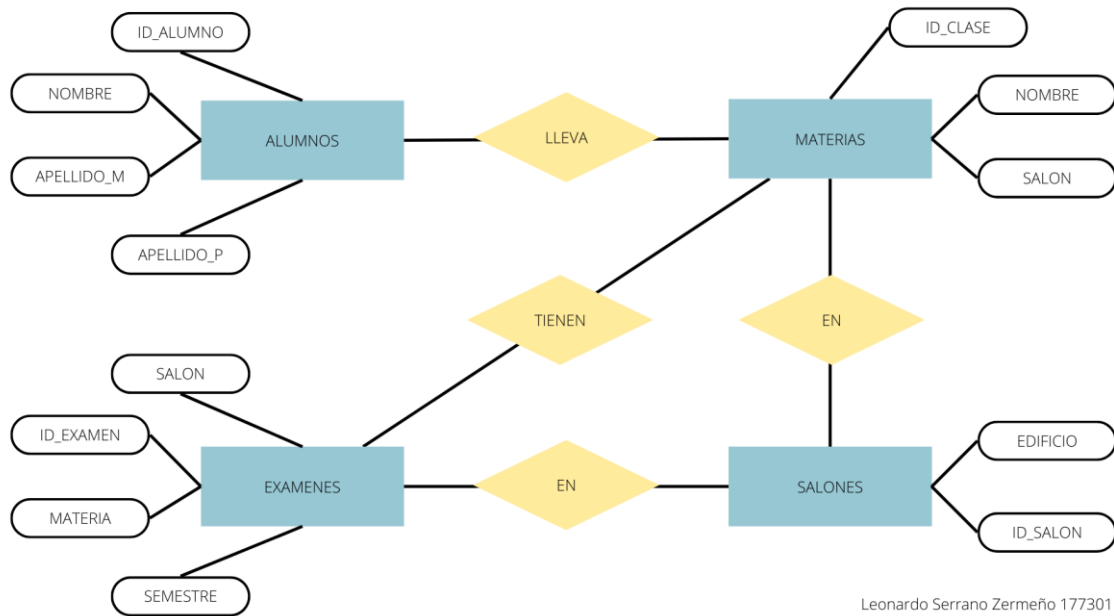 ID_ALUMNO
ID_CLASE
NOMBRE
NOMBRE
ALUMNOS
LLEVA
MATERIAS
APELLIDO_M
SALON
APELLIDO_P
TIENEN
EN
SALON
ID_EXAMEN
EDIFICIO
EXAMENES
EN
SALONES
MATERIA
ID_SALON
SEMESTRE
Leonardo Serrano Zermeño 177301